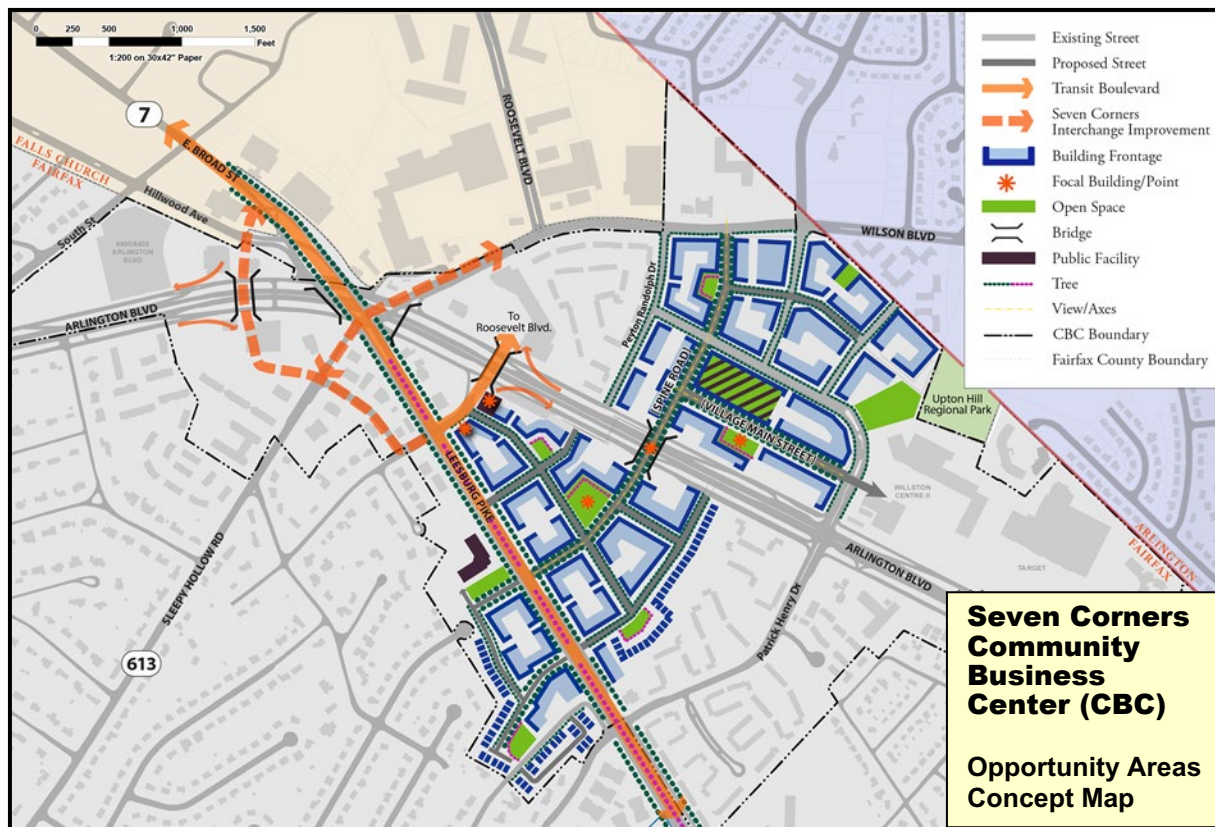 0 250 500 1,000 1,500
Feet
1:200 on 30x42" Paper
7
E. BROAD ST
FALLS CHURCH
FAIRFAX
Hillwood Ave
South St
6400/6402
ARLINGTON
BLVD
ARLINGTON BLVD
ROOSEVELT BLVD
WILSON BLVD
To
Roosevelt Blvd.
Peyton Randolph Dr
(SPINE ROAD)
(VILLAGE MAIN STREET)
Upton Hill
Regional Park
LEESBURG PIKE
WILLSTON
CENTRE II
TARGET
ARLINGTON BLVD
ARLINGTON
FAIRFAX
SLEEPY HOLLOW RD
Patrick Henry Dr
613
Existing Street
Proposed Street
Transit Boulevard
Seven Corners
Interchange Improvement
Building Frontage
Focal Building/Point
Open Space
Bridge
Public Facility
Tree
View/Axes
CBC Boundary
Fairfax County Boundary
Seven Corners
Community
Business
Center (CBC)
Opportunity Areas
Concept Map